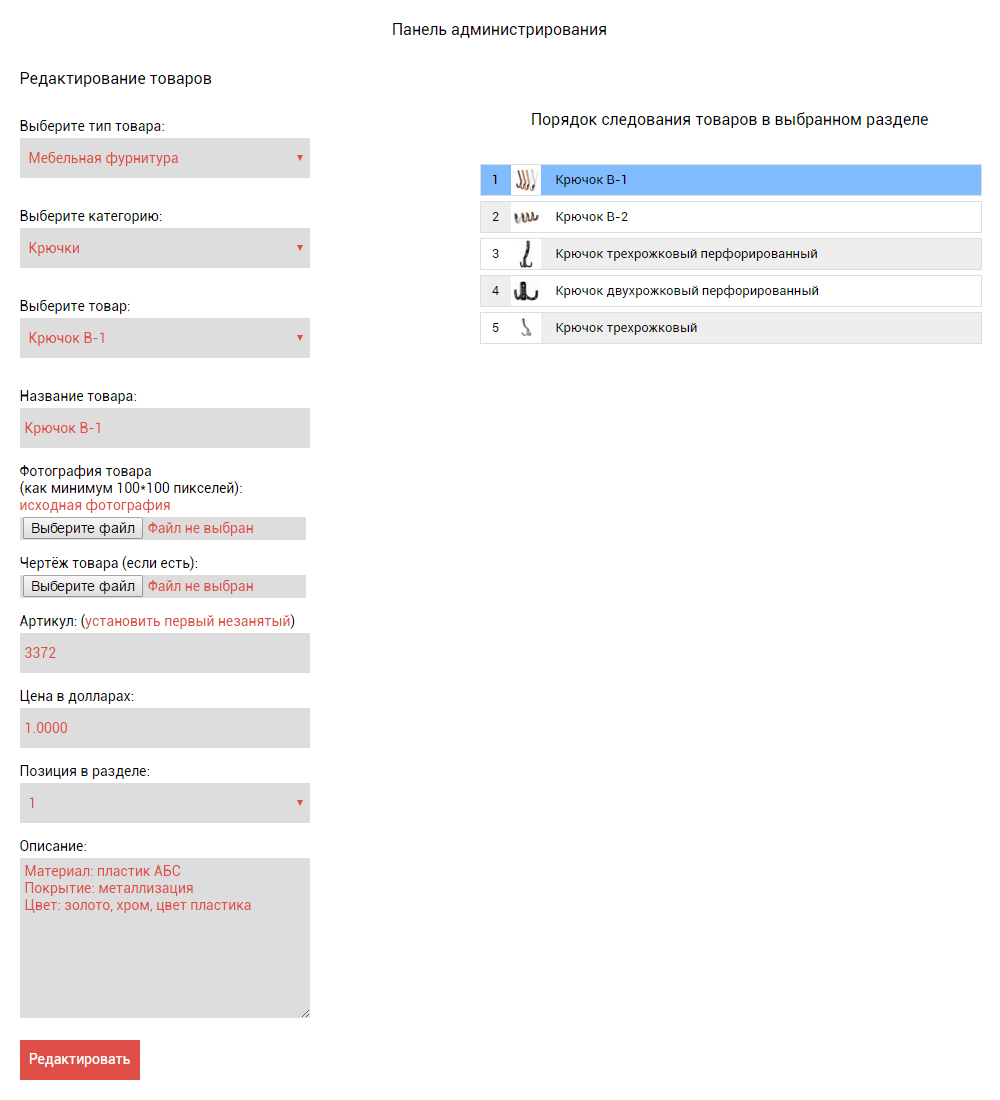 Панель администрирования
Редактирование товаров
Выберите тип товара:
Мебельная фурнитура
Выберите категорию:
Крючки
Выберите товар:
Крючок В-1
Название товара:
Крючок В-1
Фотография товара
(как минимум 100*100 пикселей):
исходная фотография
Выберите файл Файл не выбран
Чертёж товара (если есть):
Выберите файл Файл не выбран
Артикул: (установить первый незанятый)
3372
Цена в долларах:
1.0000
Позиция в разделе:
1
Описание:
Материал: пластик АБС
Покрытие: металлизация
Цвет: золото, хром, цвет пластика
Редактировать
Порядок следования товаров в выбранном разделе
1 Крючок В-1
2 Крючок В-2
3 Крючок трехрожковый перфорированный
4 Крючок двухрожковый перфорированный
5 Крючок трехрожковый